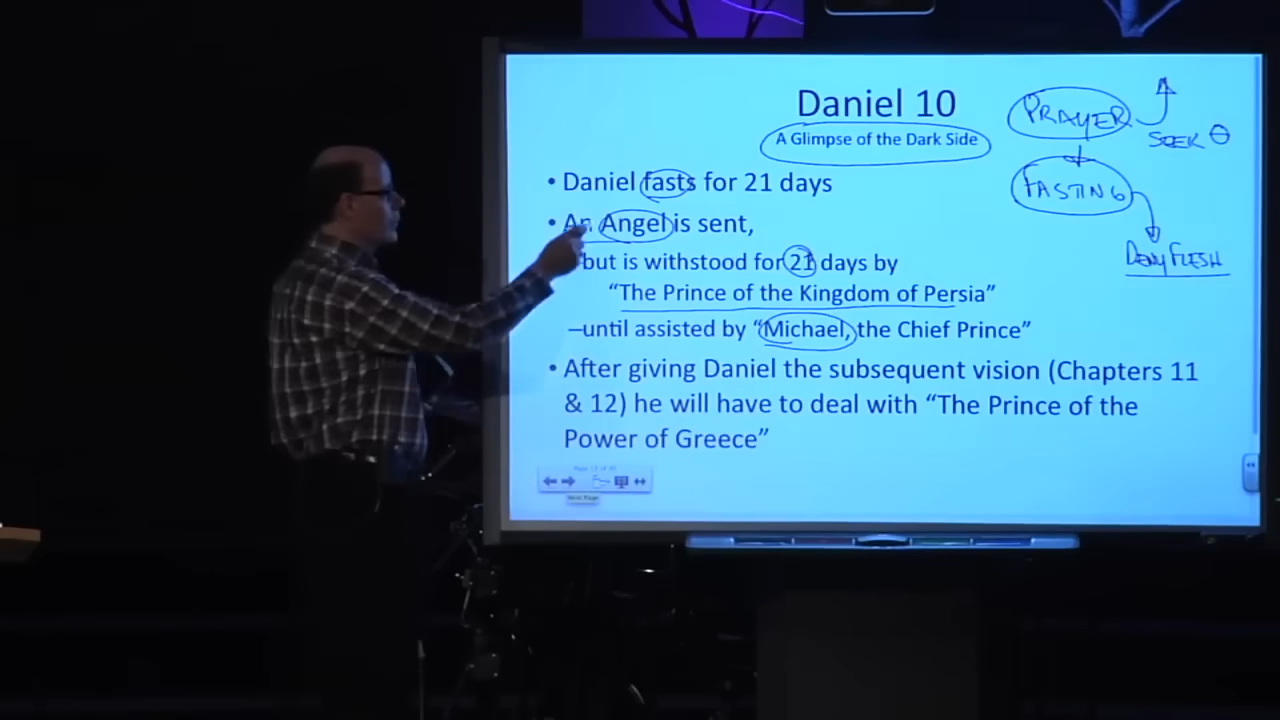 Daniel 10
A Glimpse of the Dark Side
• Daniel fasts for 21 days
• An Angel is sent,
but is withstood for 21 days by
“The Prince of the Kingdom of Persia”
–until assisted by “Michael, the Chief Prince”
• After giving Daniel the subsequent vision (Chapters 11
& 12) he will have to deal with “The Prince of the
Power of Greece”
Next Page
PRAYER
SEEK Θ
FASTING
DENY FLESH